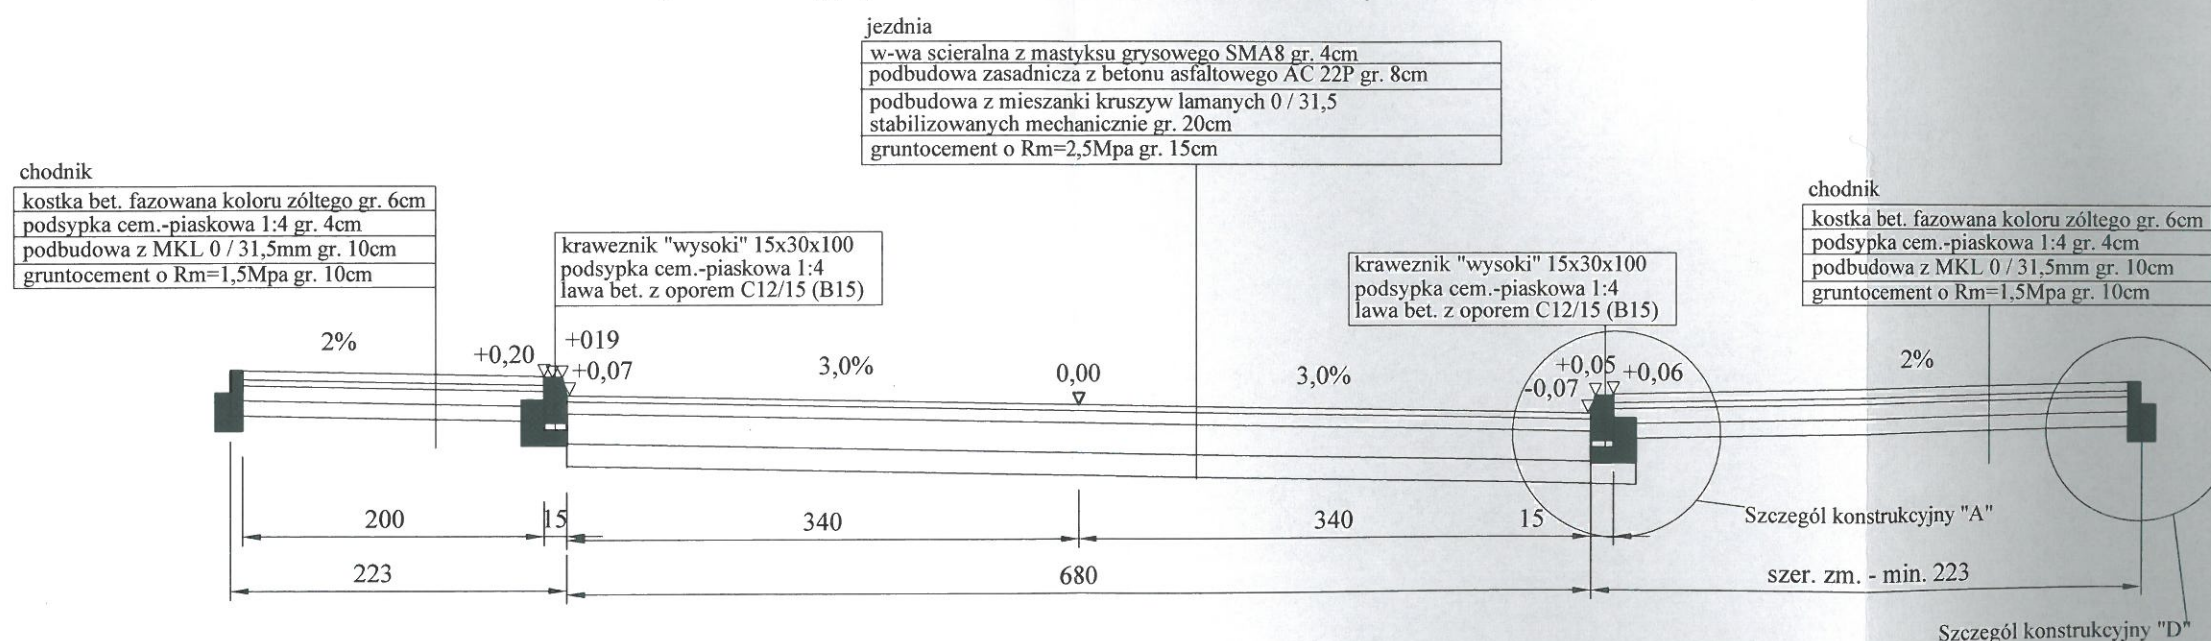 jezdnia
w-wa scieralna z mastyksu grysowego SMA8 gr. 4cm
podbudowa zasadnicza z betonu asfaltowego AC 22P gr. 8cm
podbudowa z mieszanki kruszyw lamanych 0 / 31,5
stabilizowanych mechanicznie gr. 20cm
gruntocement o Rm=2,5Mpa gr. 15cm
chodnik
kostka bet. fazowana koloru zóltego gr. 6cm
podsypka cem.-piaskowa 1:4 gr. 4cm
podbudowa z MKL 0 / 31,5mm gr. 10cm
gruntocement o Rm=1,5Mpa gr. 10cm
kraweznik "wysoki" 15x30x100
podsypka cem.-piaskowa 1:4
lawa bet. z oporem C12/15 (B15)
kraweznik "wysoki" 15x30x100
podsypka cem.-piaskowa 1:4
lawa bet. z oporem C12/15 (B15)
chodnik
kostka bet. fazowana koloru zóltego gr. 6cm
podsypka cem.-piaskowa 1:4 gr. 4cm
podbudowa z MKL 0 / 31,5mm gr. 10cm
gruntocement o Rm=1,5Mpa gr. 10cm
2%
+0,20
+019
+0,07
3,0%
0,00
3,0%
+0,05
-0,07
+0,06
2%
200
15
340
340
15
Szczegól konstrukcyjny "A"
223
680
szer. zm. - min. 223
Szczegól konstrukcyjny "D"